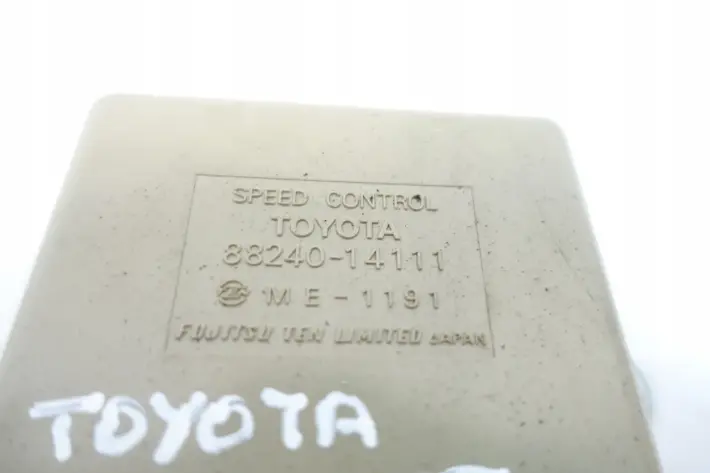 SPEED CONTROL
TOYOTA
88240-14111
ME-1191
FUJITSU TEN LIMITED JAPAN
TOYOTA